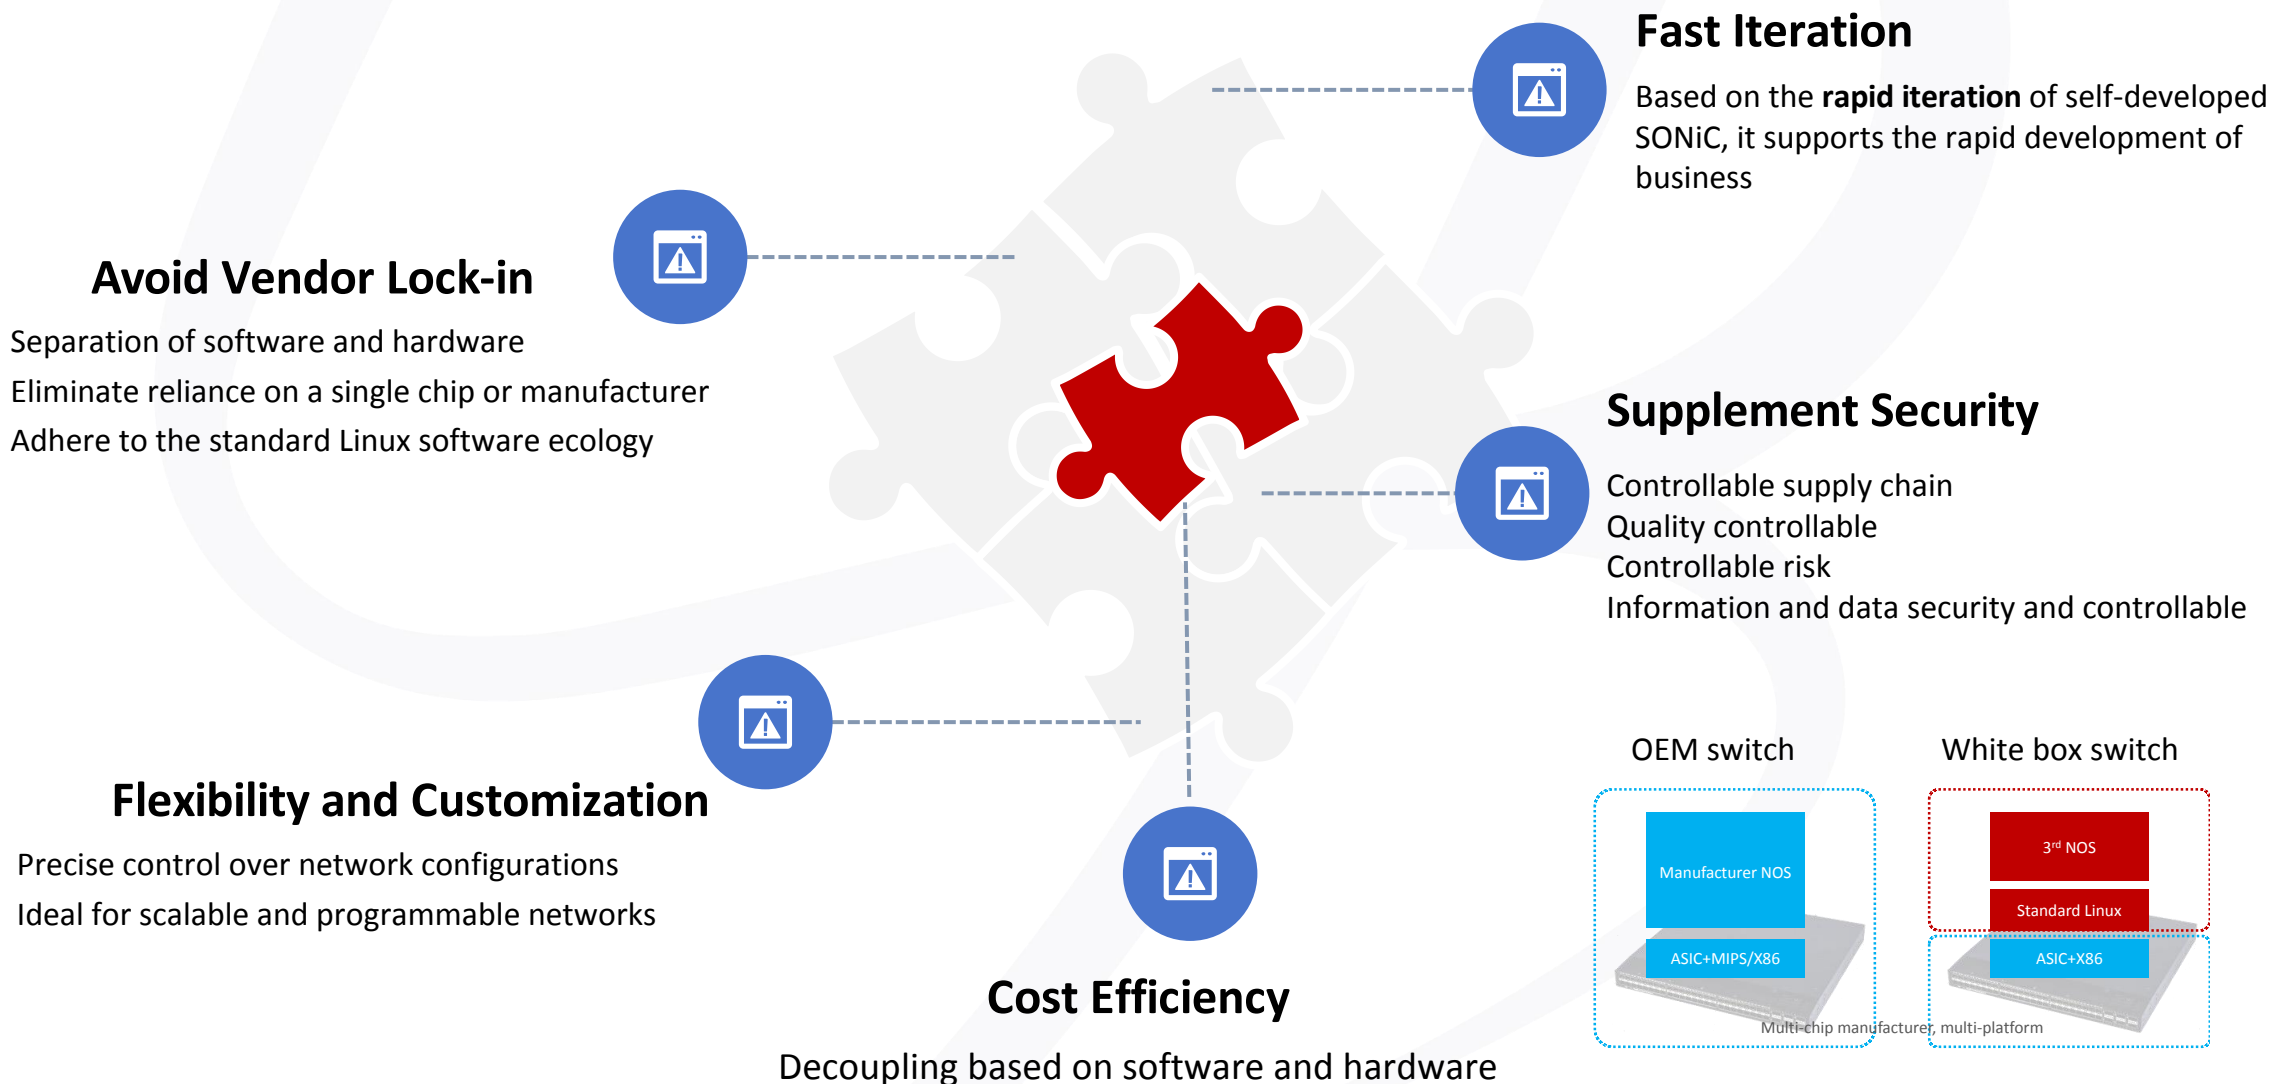 Fast Iteration
Based on the rapid iteration of self-developed
SONiC, it supports the rapid development of
business
Avoid Vendor Lock-in
Separation of software and hardware
Eliminate reliance on a single chip or manufacturer
Adhere to the standard Linux software ecology
Supplement Security
Controllable supply chain
Quality controllable
Controllable risk
Information and data security and controllable
Flexibility and Customization
Precise control over network configurations
Ideal for scalable and programmable networks
Cost Efficiency
Decoupling based on software and hardware
OEM switch
Manufacturer NOS
ASIC+MIPS/X86
White box switch
3rd NOS
Standard Linux
ASIC+X86
Multi-chip manufacturer, multi-platform